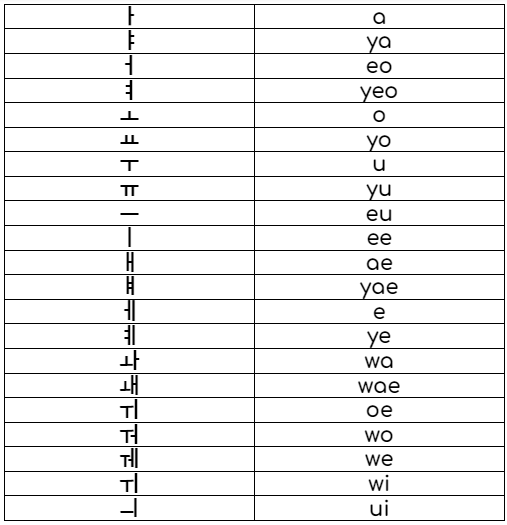 ㅏ a
ㅑ ya
ㅓ eo
ㅕ yeo
ㅗ o
ㅛ yo
ㅜ u
ㅠ yu
ㅡ eu
ㅣ ee
ㅐ ae
ㅒ yae
ㅔ e
ㅖ ye
ㅘ wa
ㅙ wae
ㅟ oe
ㅝ wo
ㅞ we
ㅟ wi
ㅢ ui